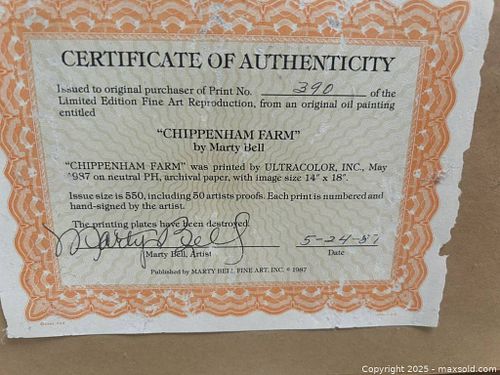 CERTIFICATE OF AUTHENTICITY
Issued to original purchaser of Print No. 390 of the
Limited Edition Fine Art Reproduction, from an original oil painting
entitled
"CHIPPENHAM FARM"
by Marty Bell
"CHIPPENHAM FARM" was printed by ULTRACOLOR, INC., May
1987 on neutral PH, archival paper, with image size 14" x 18".
Issue size is 550, including 50 artists proofs. Each print is numbered and
hand-signed by the artist.
The printing plates have been destroyed.
Marty Bell 5-24-87
Marty Bell, Artist Date
Published by MARTY BELL FINE ART, INC. © 1987
Copyright © 2025 - maxsold.com